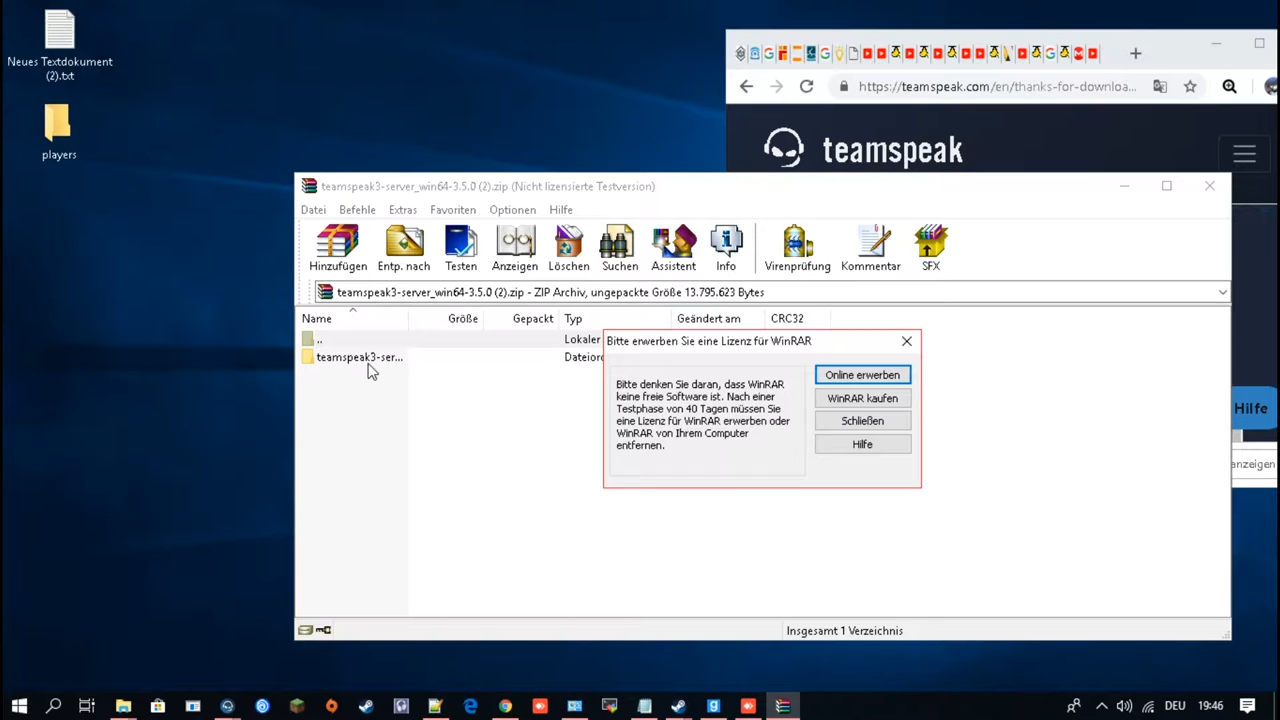 Neues Textdokument
(2).txt
players
https://teamspeak.com/en/thanks-for-downloa...
teamspeak
teamspeak3-server_win64-3.5.0 (2).zip (Nicht lizensierte Testversion)
Datei Befehle Extras Favoriten Optionen Hilfe
Hinzufügen Entp. nach Testen Anzeigen Löschen Suchen Assistent Info Virenprüfung Kommentar SFX
teamspeak3-server_win64-3.5.0 (2).zip - ZIP Archiv, ungepackte Größe 13.795.623 Bytes
Name Größe Gepackt Typ Geändert am CRC32
.. Lokaler
teamspeak3-ser... Dateiord
Bitte erwerben Sie eine Lizenz für WinRAR
Bitte denken Sie daran, dass WinRAR
keine freie Software ist. Nach einer
Testphase von 40 Tagen müssen Sie
eine Lizenz für WinRAR erwerben oder
WinRAR von Ihrem Computer
entfernen.
Online erwerben
WinRAR kaufen
Schließen
Hilfe
Hilfe
anzeigen
Insgesamt 1 Verzeichnis
DEU 19:46